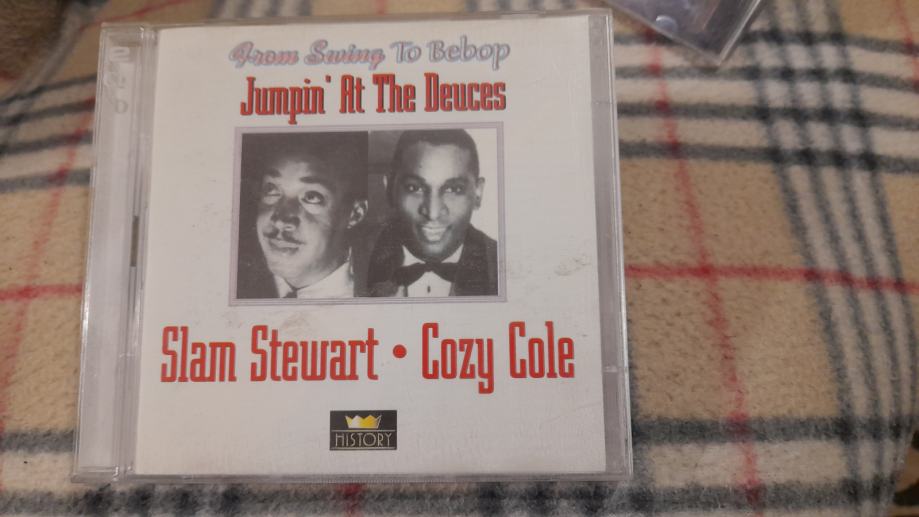 From Swing To Bebop
Jumpin' At The Deuces
Slam Stewart • Cozy Cole
HISTORY